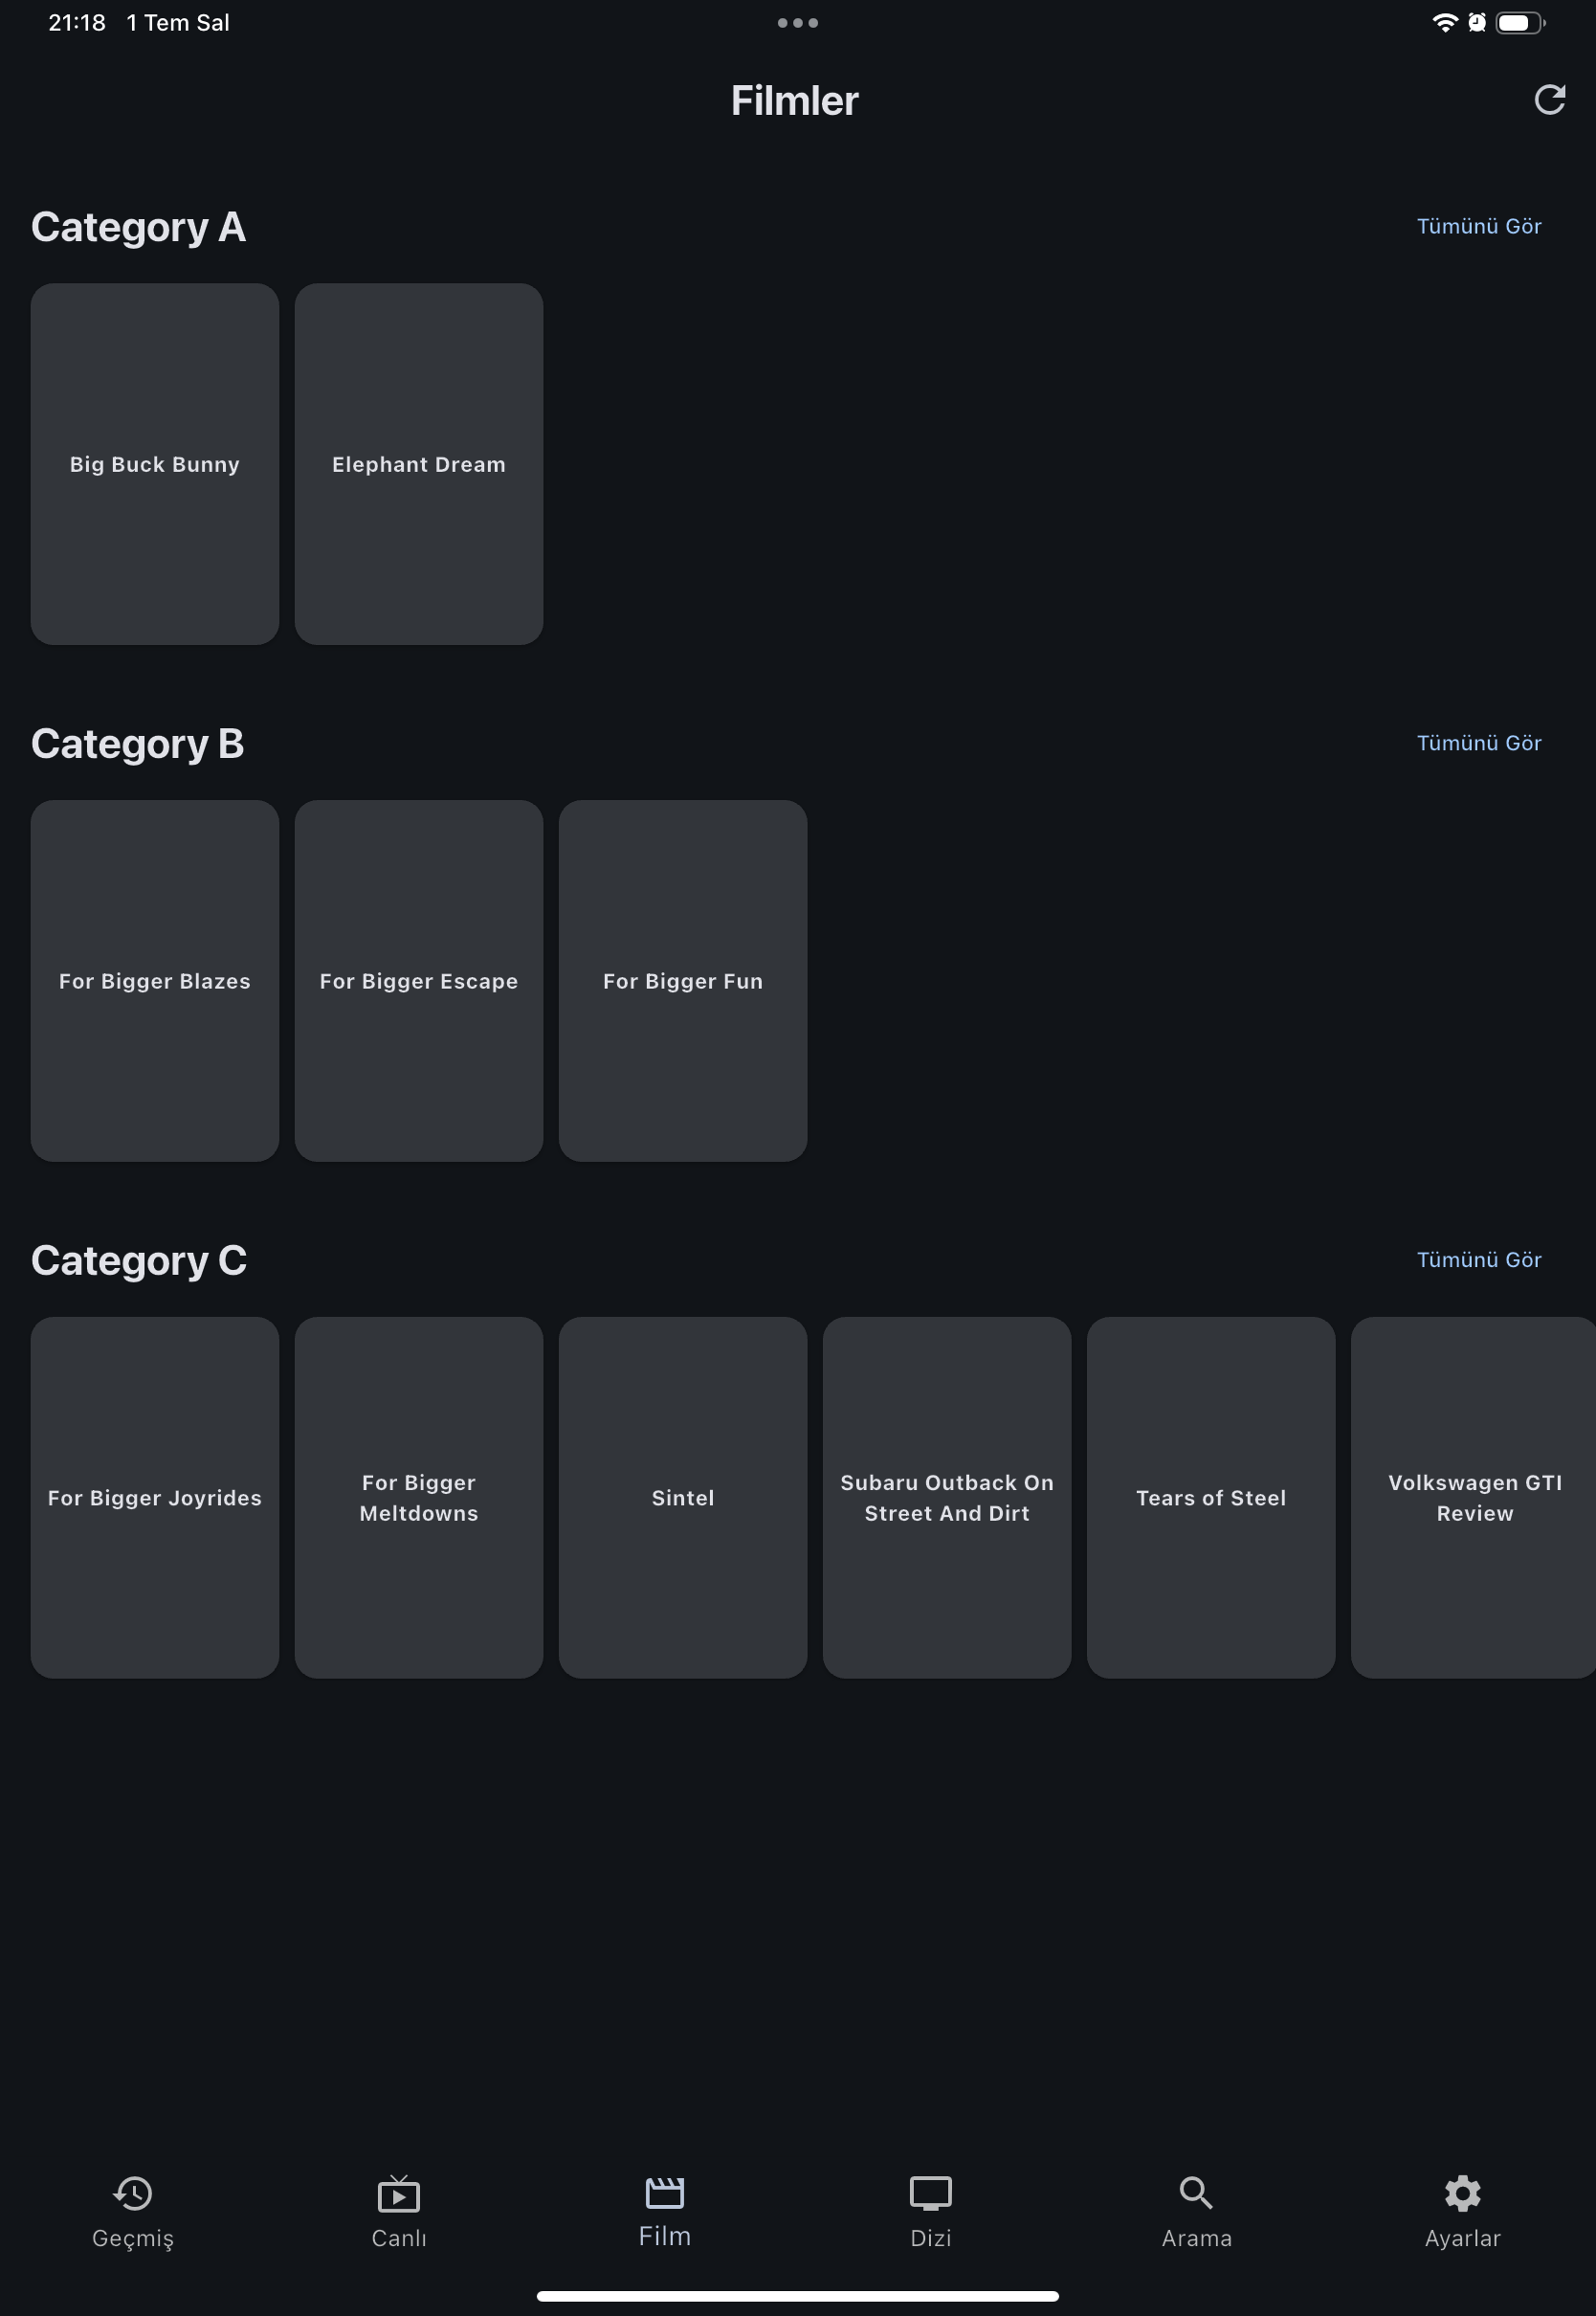 21:18 1 Tem Sal
Filmler
Category A
Tümünü Gör
Big Buck Bunny
Elephant Dream
Category B
Tümünü Gör
For Bigger Blazes
For Bigger Escape
For Bigger Fun
Category C
Tümünü Gör
For Bigger Joyrides
For Bigger
Meltdowns
Sintel
Subaru Outback On
Street And Dirt
Tears of Steel
Volkswagen GTI
Review
Geçmiş
Canlı
Film
Dizi
Arama
Ayarlar